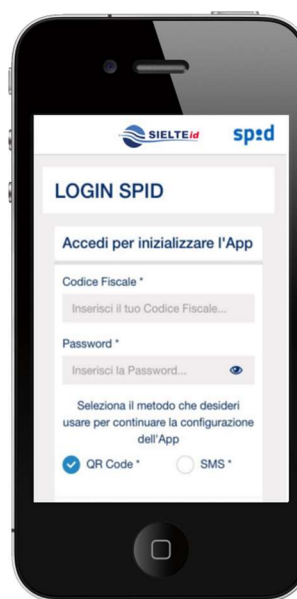 SIELTEid
sp:d
LOGIN SPID
Accedi per inizializzare l'App
Codice Fiscale *
Inserisci il tuo Codice Fiscale...
Password *
Inserisci la Password...
Seleziona il metodo che desideri
usare per continuare la configurazione
dell'App
QR Code *
SMS *